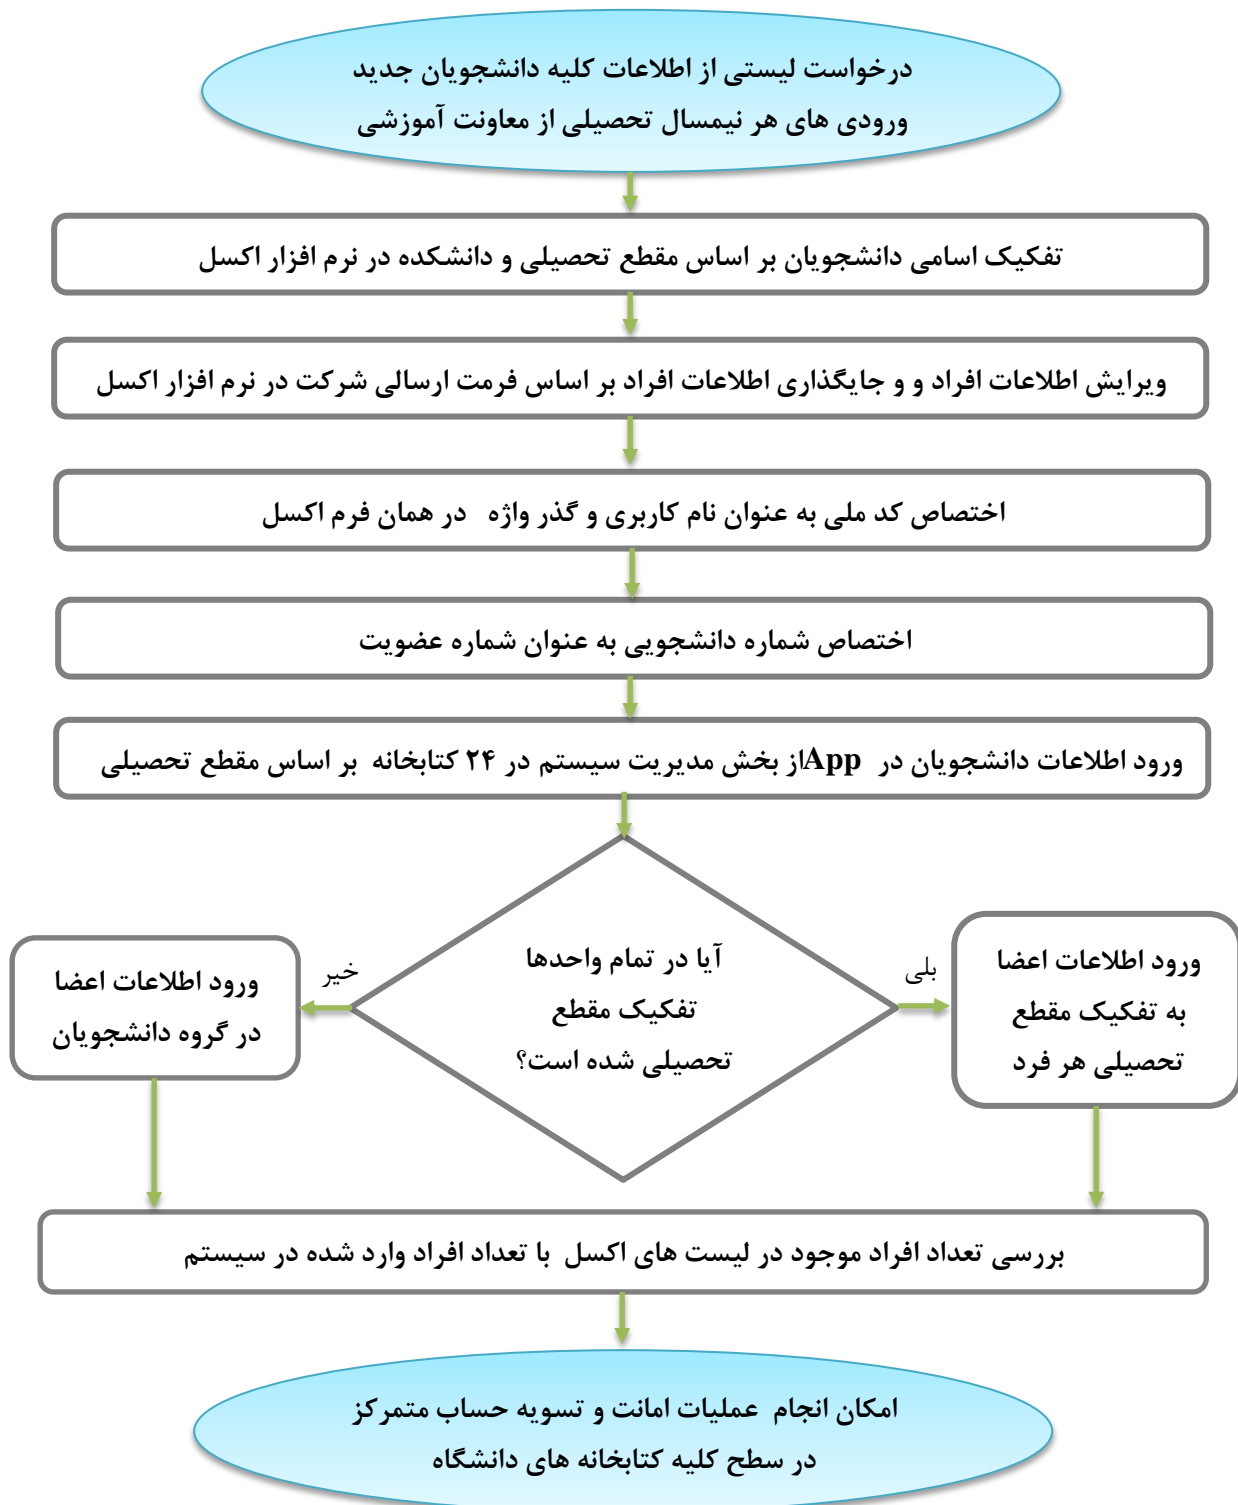 درخواست لیستی از اطلاعات کلیه دانشجویان جدید
ورودی های هر نیمسال تحصیلی از معاونت آموزشی
تفکیک اسامی دانشجویان بر اساس مقطع تحصیلی و دانشکده در نرم افزار اکسل
ویرایش اطلاعات افراد و و جایگذاری اطلاعات افراد بر اساس فرمت ارسالی شرکت در نرم افزار اکسل
اختصاص کد ملی به عنوان نام کاربری و گذر واژه در همان فرم اکسل
اختصاص شماره دانشجویی به عنوان شماره عضویت
ورود اطلاعات دانشجویان در Appاز بخش مدیریت سیستم در ۲۴ کتابخانه بر اساس مقطع تحصیلی
آیا در تمام واحدها
تفکیک مقطع
تحصیلی شده است؟
بلی
ورود اطلاعات اعضا
به تفکیک مقطع
تحصیلی هر فرد
خیر
ورود اطلاعات اعضا
در گروه دانشجویان
بررسی تعداد افراد موجود در لیست های اکسل با تعداد افراد وارد شده در سیستم
امکان انجام عملیات امانت و تسویه حساب متمرکز
در سطح کلیه کتابخانه های دانشگاه